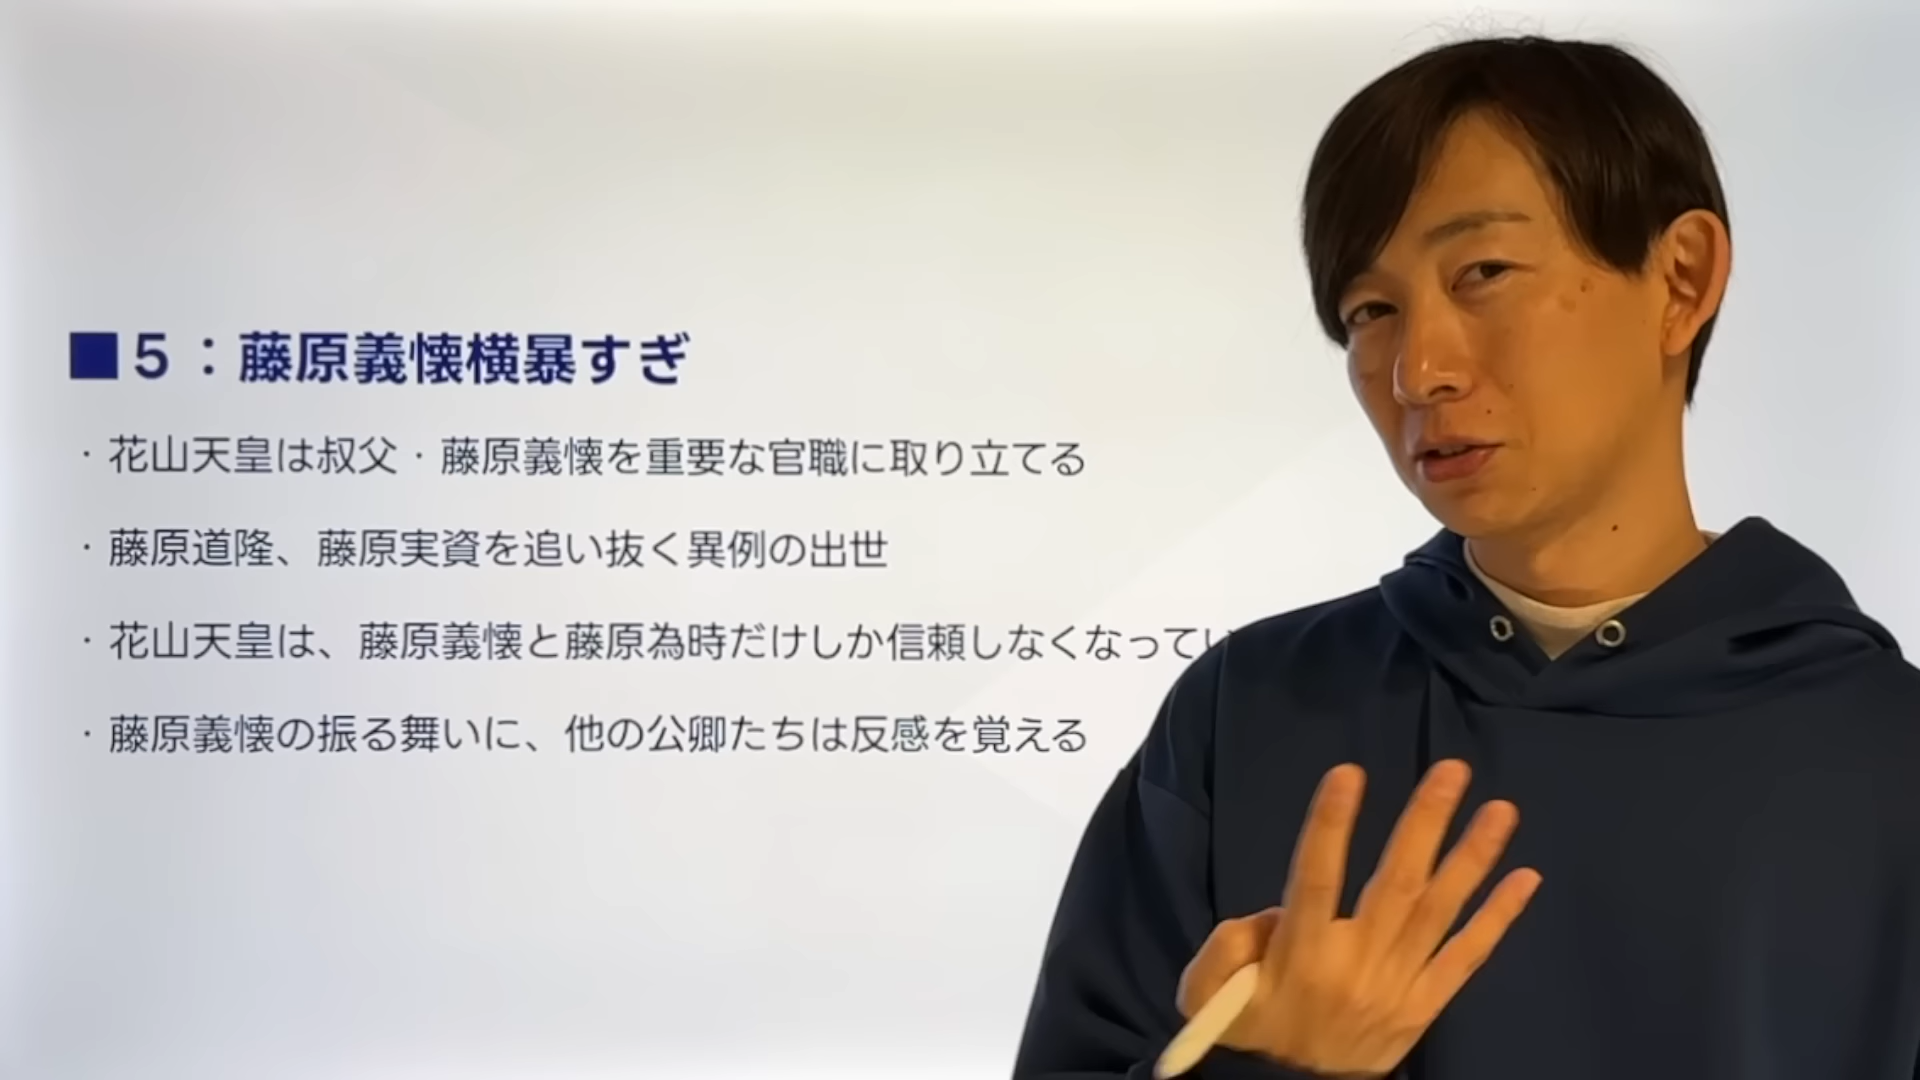 ■5：藤原義懐横暴すぎ
・花山天皇は叔父・藤原義懐を重要な官職に取り立てる
・藤原道隆、藤原実資を追い抜く異例の出世
・花山天皇は、藤原義懐と藤原為時だけしか信頼しなくなってい
・藤原義懐の振る舞いに、他の公卿たちは反感を覚える